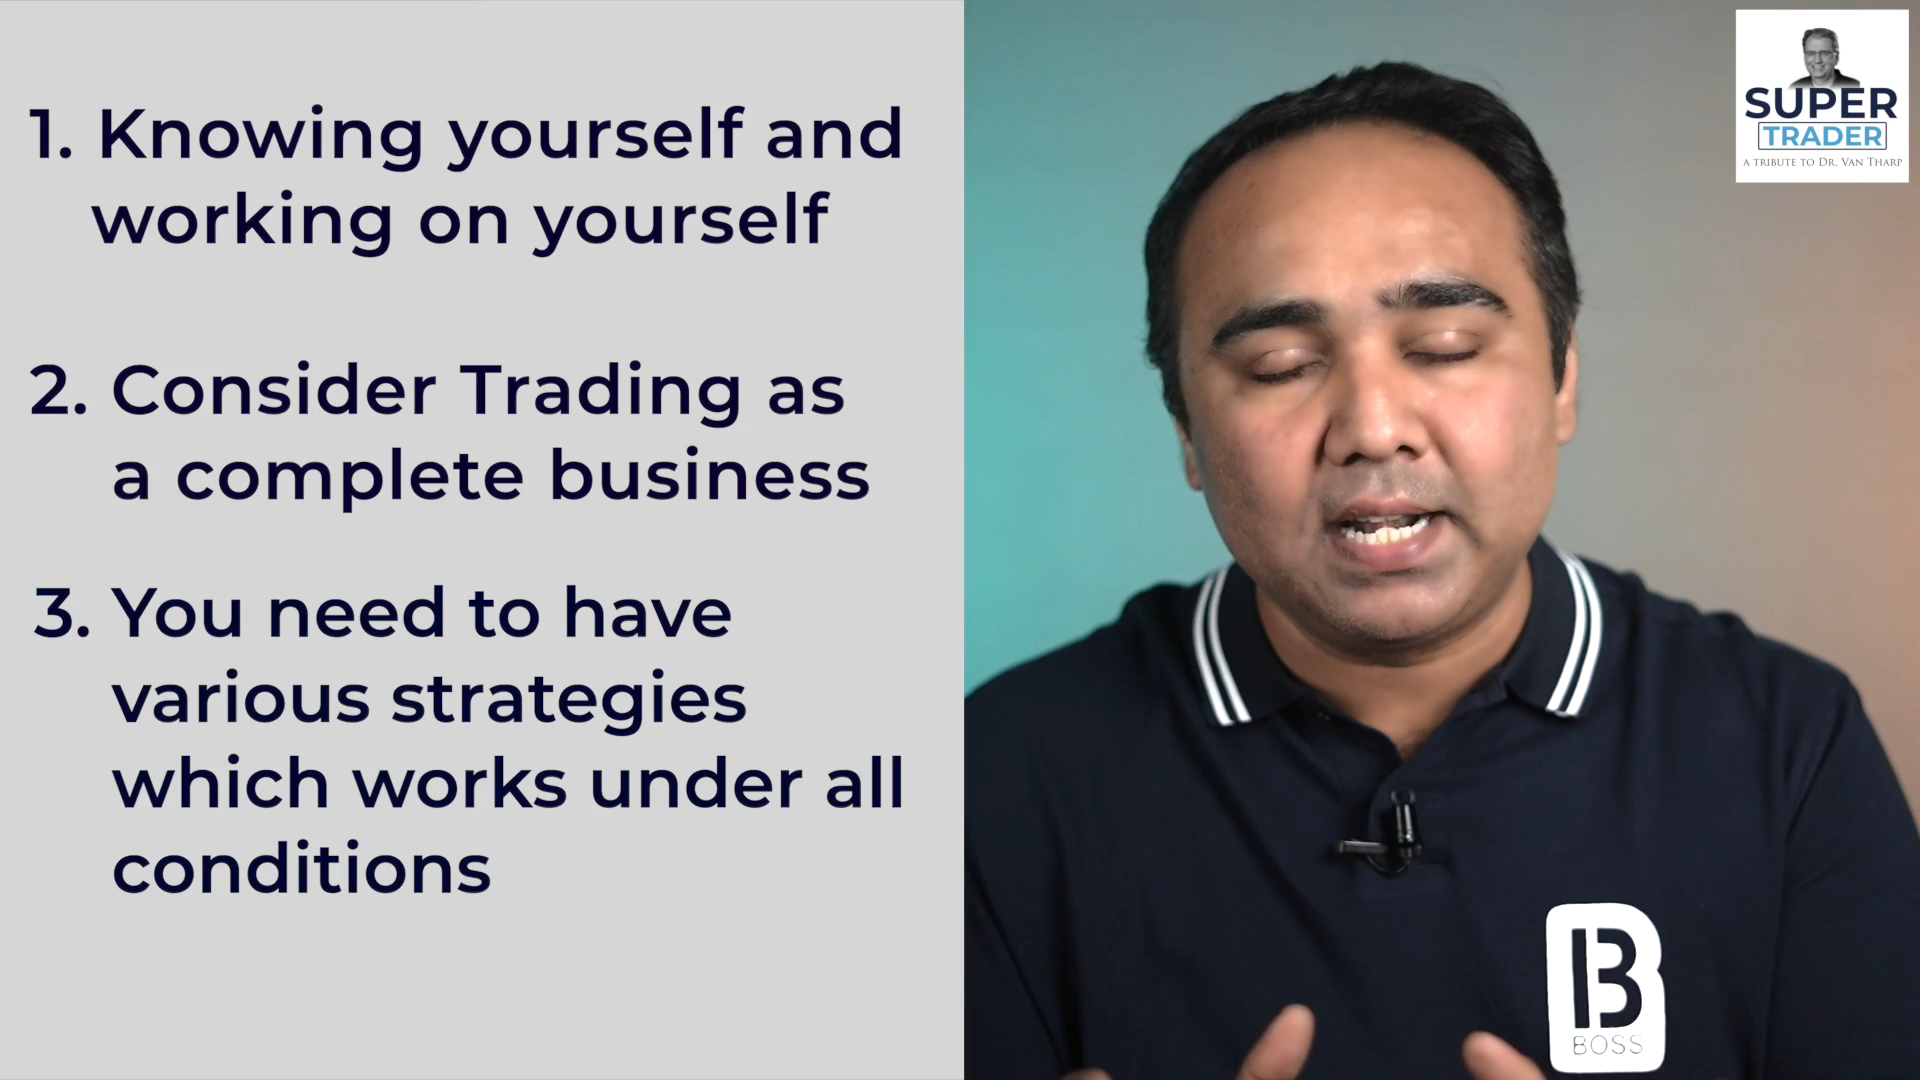 1. Knowing yourself and
working on yourself
2. Consider Trading as
a complete business
3. You need to have
various strategies
which works under all
conditions
SUPER
TRADER
A TRIBUTE TO DR. VAN THARP
B
BOSS